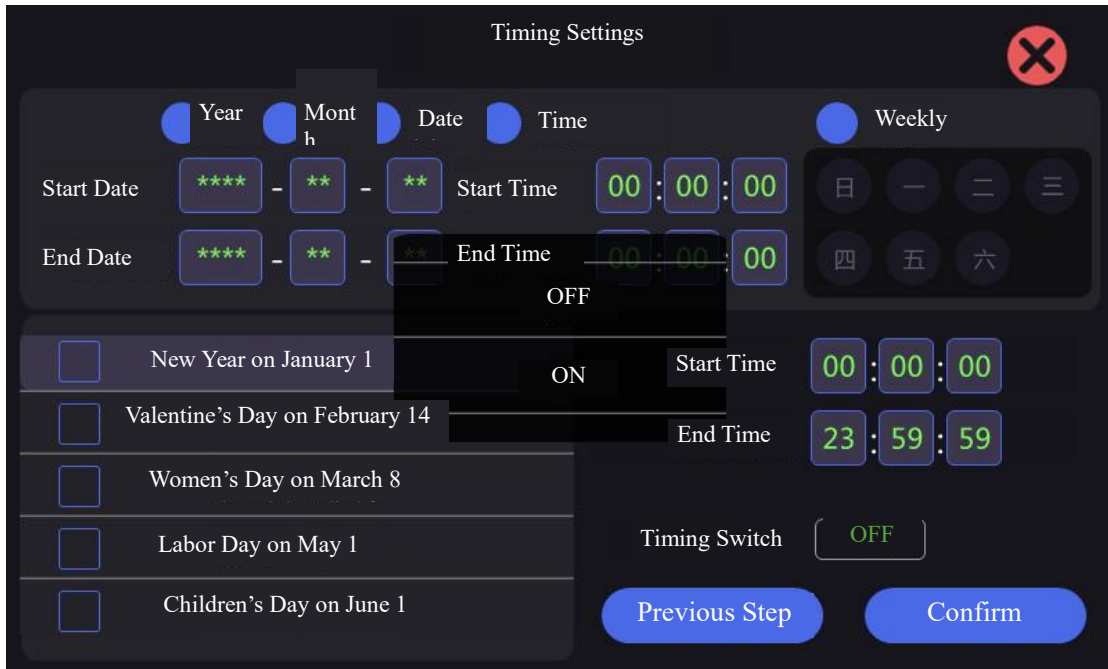 Timing Settings
Year
Mont
h
Date
Time
Weekly
Start Date **** - ** - ** Start Time 00 : 00 : 00
日 一 二 三
End Date **** - ** - ** End Time 00 : 00 : 00
四 五 六
OFF
ON
New Year on January 1
Start Time 00 : 00 : 00
Valentine's Day on February 14
End Time 23 : 59 : 59
Women's Day on March 8
Labor Day on May 1
Timing Switch OFF
Children's Day on June 1
Previous Step
Confirm